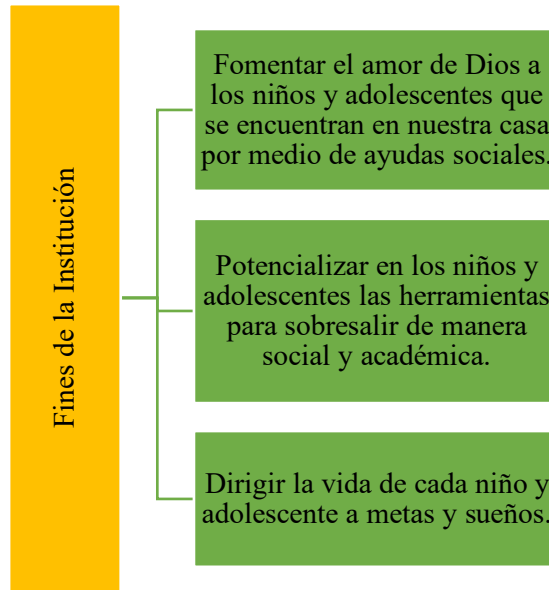 Fines de la Institución
Fomentar el amor de Dios a
los niños y adolescentes que
se encuentran en nuestra casa
por medio de ayudas sociales.
Potencializar en los niños y
adolescentes las herramientas
para sobresalir de manera
social y académica.
Dirigir la vida de cada niño y
adolescente a metas y sueños.